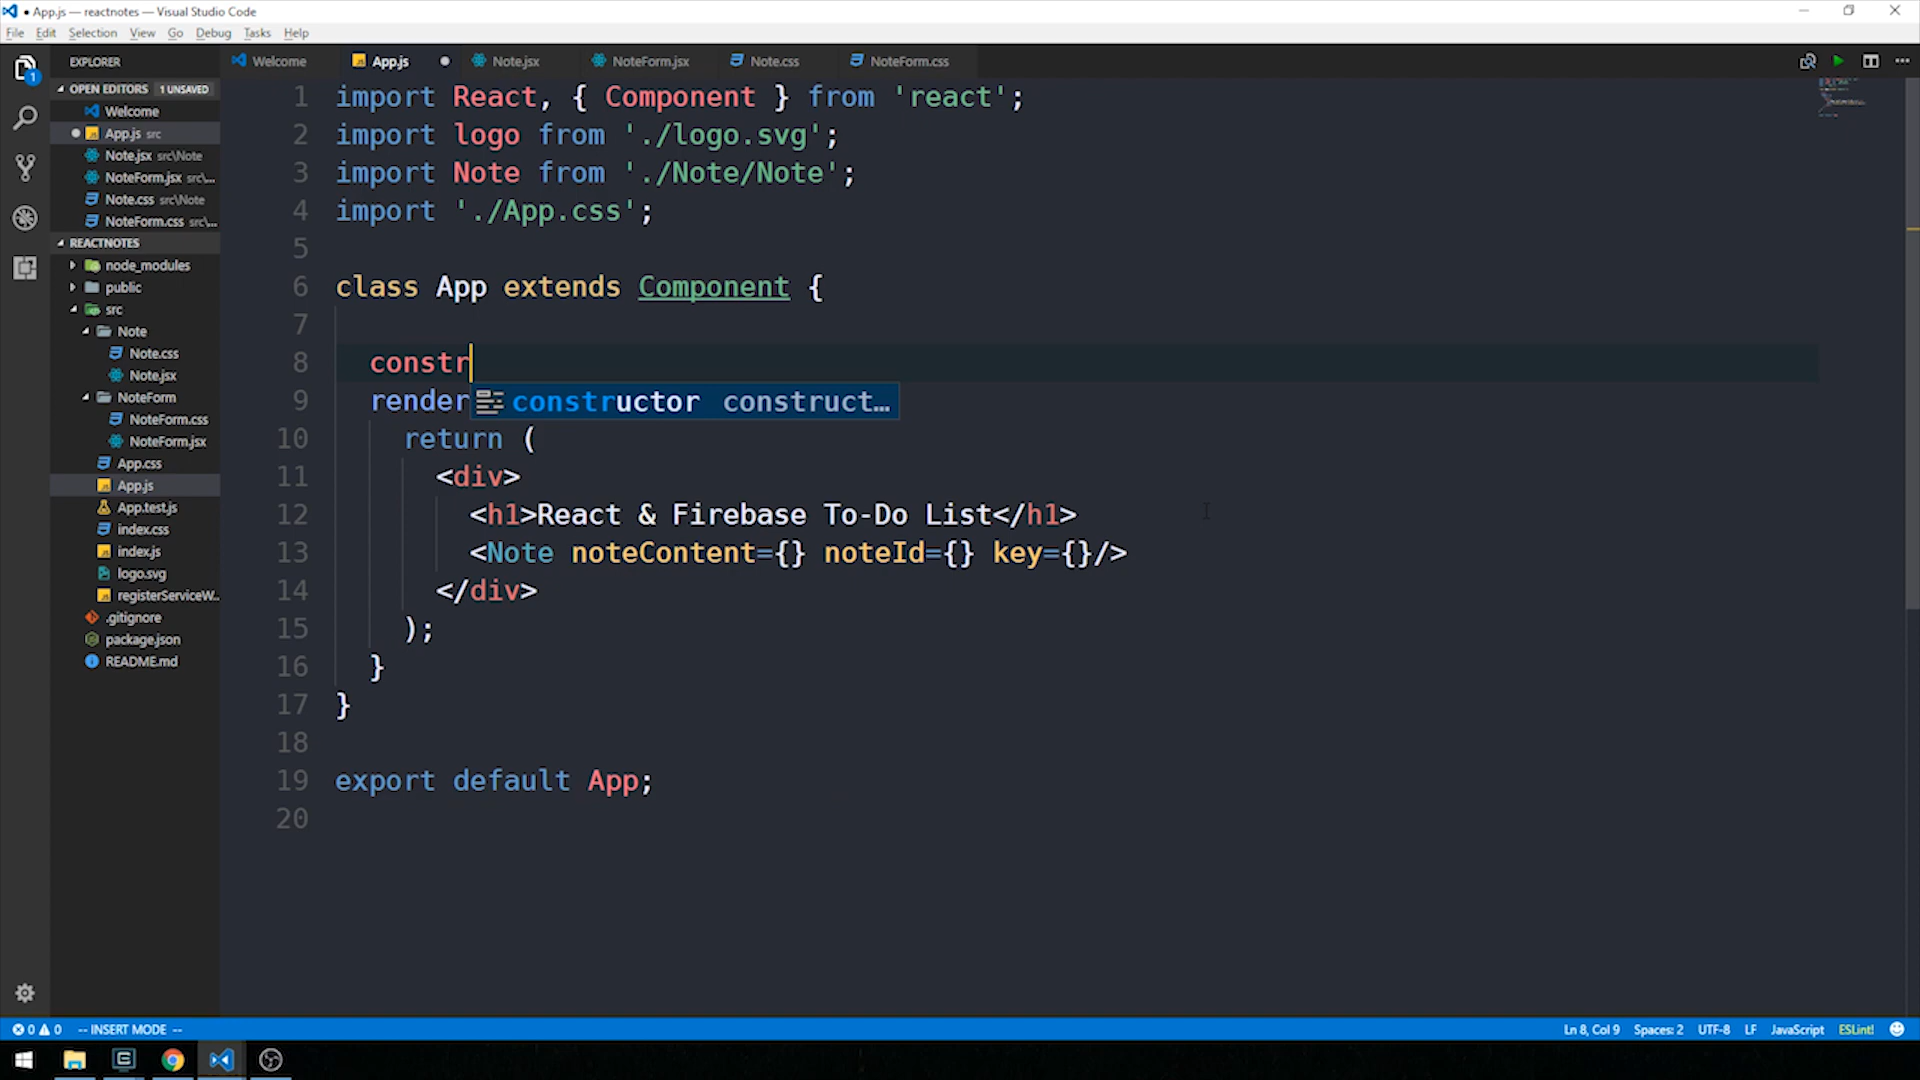 App.js — reactnotes — Visual Studio Code
File Edit Selection View Go Debug Tasks Help
EXPLORER
Welcome App.js Note.jsx NoteForm.jsx Note.css NoteForm.css
OPEN EDITORS 1 UNSAVED
Welcome
App.js src
Note.jsx src\Note
NoteForm.jsx src\...
Note.css src\Note
NoteForm.css src\...
REACTNOTES
node_modules
public
src
Note
Note.css
Note.jsx
NoteForm
NoteForm.css
NoteForm.jsx
App.css
App.js
App.test.js
index.css
index.js
logo.svg
registerServiceW...
.gitignore
package.json
README.md
1 import React, { Component } from 'react';
2 import logo from './logo.svg';
3 import Note from './Note/Note';
4 import './App.css';
5
6 class App extends Component {
7
8 constr
9 render
constructor construct...
10 return (
11 <div>
12 <h1>React & Firebase To-Do List</h1>
13 <Note noteContent={} noteId={} key={}/>
14 </div>
15 );
16 }
17 }
18
19 export default App;
20
0 0 -- INSERT MODE --
Ln 8, Col 9 Spaces: 2 UTF-8 LF JavaScript ESLint!
1